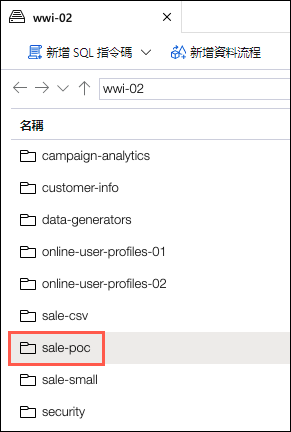 wwi-02
新增 SQL 指令碼
新增資料流程
wwi-02
名稱
campaign-analytics
customer-info
data-generators
online-user-profiles-01
online-user-profiles-02
sale-csv
sale-poc
sale-small
security